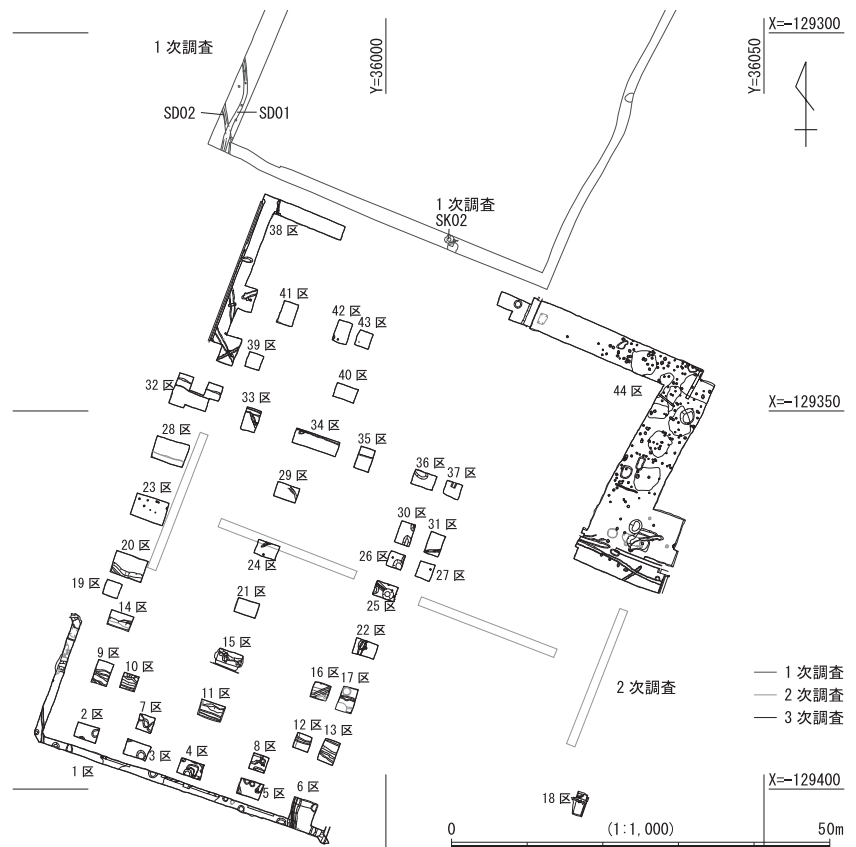 X=-129300
1次調査
Y=36000
Y=36050
SD02
SD01
1次調査
SK02
38区
41区
42区
43区
39区
32区
40区
44区
X=-129350
33区
34区
28区
35区
29区
36区
37区
23区
30区
31区
20区
24区
26区
27区
19区
25区
21区
14区
22区
15区
9区
10区
16区
17区
2次調査
1次調査
2次調査
3次調査
11区
2区
7区
12区
13区
3区
4区
8区
1区
5区
6区
X=-129400
18区
0
(1:1,000)
50m